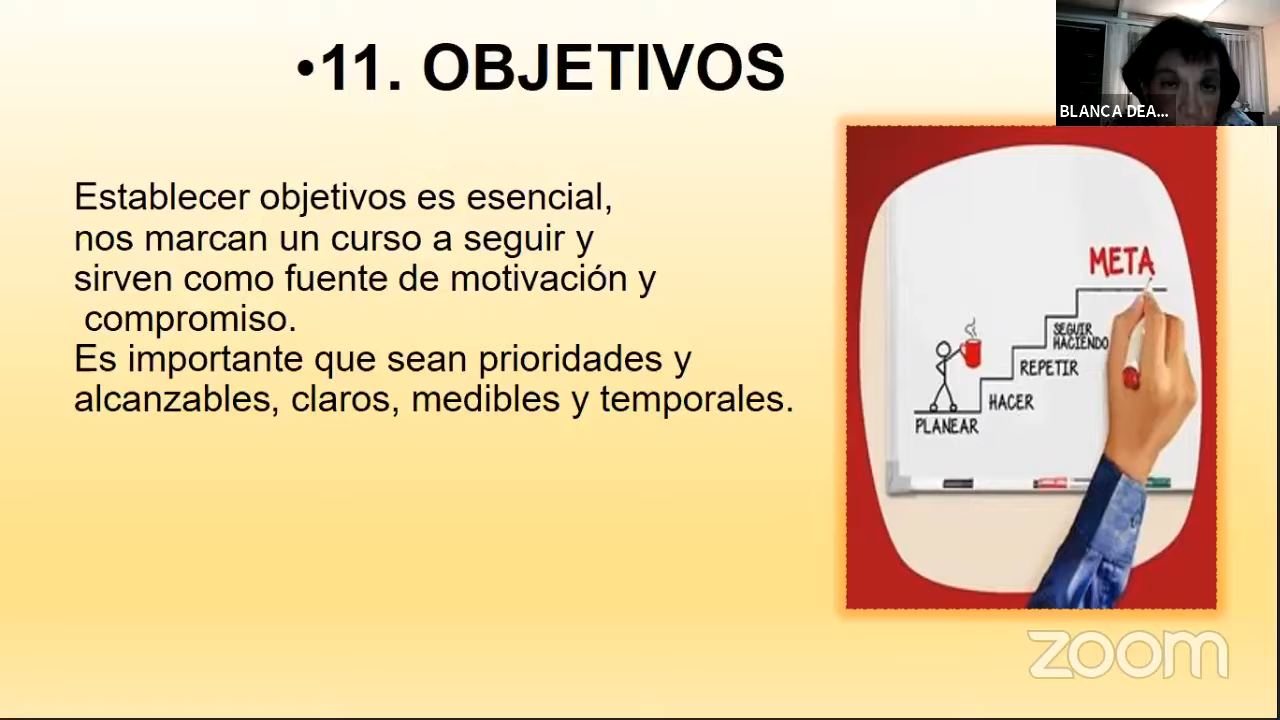 •11. OBJETIVOS
BLANCA DEA...
Establecer objetivos es esencial,
nos marcan un curso a seguir y
sirven como fuente de motivación y
compromiso.
Es importante que sean prioridades y
alcanzables, claros, medibles y temporales.
META
SEGUIR
HACIENDO
REPETIR
HACER
PLANEAR
zoom